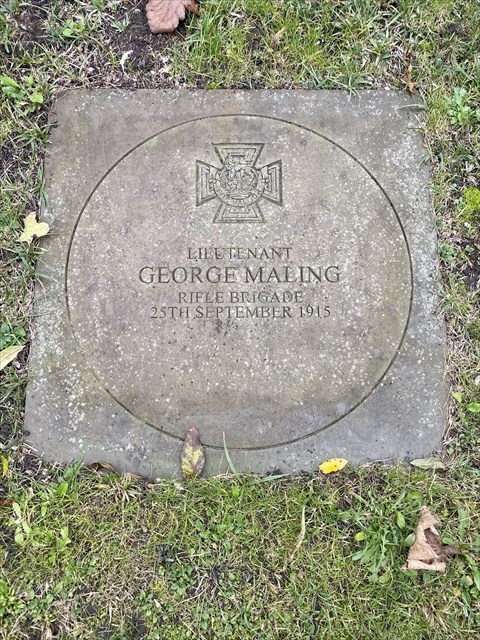 LIEUTENANT
GEORGE MALING
RIFLE BRIGADE
25TH SEPTEMBER 1915